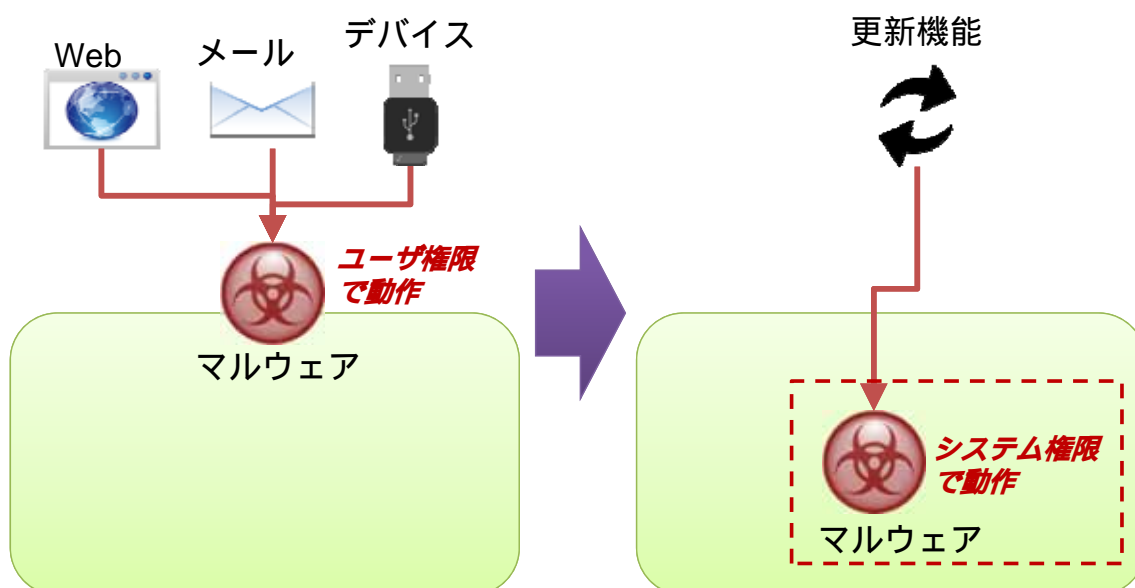 Web
メール
デバイス
ユーザ権限
で動作
マルウェア
更新機能
システム権限
で動作
マルウェア